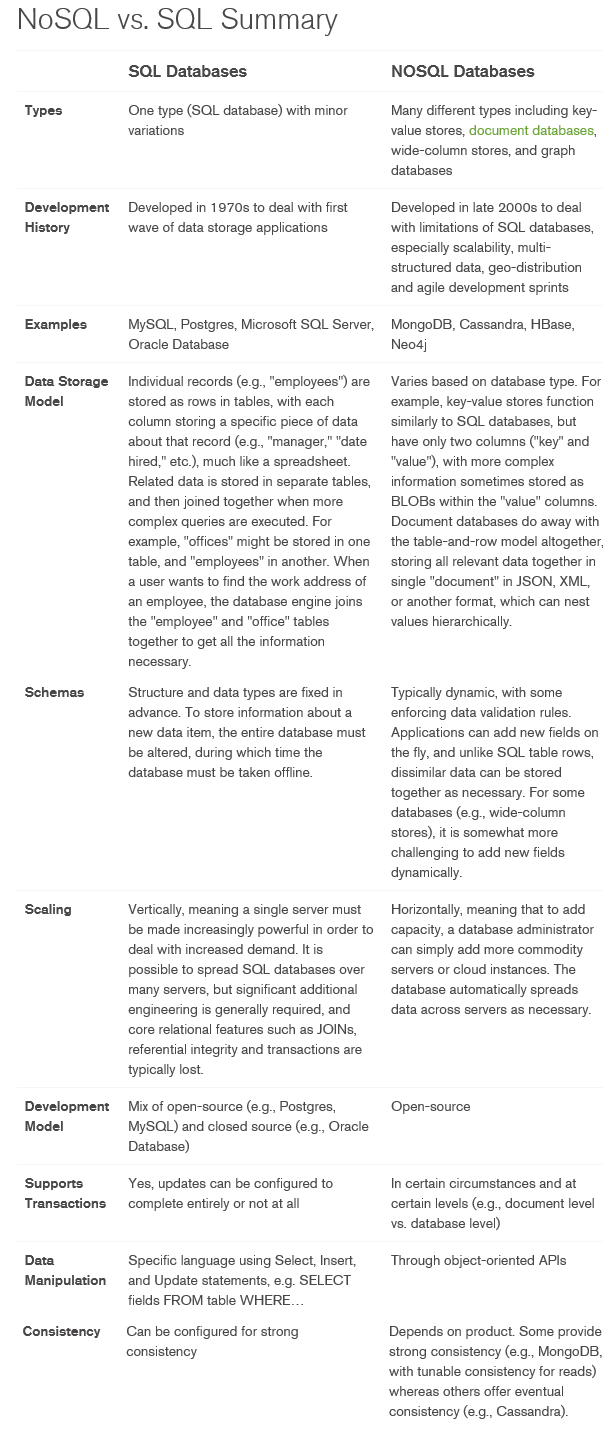 NoSQL vs. SQL Summary
SQL Databases
NOSQL Databases
Types
One type (SQL database) with minor
variations
Many different types including key-
value stores, document databases,
wide-column stores, and graph
databases
Development
History
Developed in 1970s to deal with first
wave of data storage applications
Developed in late 2000s to deal
with limitations of SQL databases,
especially scalability, multi-
structured data, geo-distribution
and agile development sprints
Examples
MySQL, Postgres, Microsoft SQL Server,
Oracle Database
MongoDB, Cassandra, HBase,
Neo4j
Data Storage
Model
Individual records (e.g., "employees") are
stored as rows in tables, with each
column storing a specific piece of data
about that record (e.g., "manager," "date
hired," etc.), much like a spreadsheet.
Related data is stored in separate tables,
and then joined together when more
complex queries are executed. For
example, "offices" might be stored in one
table, and "employees" in another. When
a user wants to find the work address of
an employee, the database engine joins
the "employee" and "office" tables
together to get all the information
necessary.
Varies based on database type. For
example, key-value stores function
similarly to SQL databases, but
have only two columns ("key" and
"value"), with more complex
information sometimes stored as
BLOBs within the "value" columns.
Document databases do away with
the table-and-row model altogether,
storing all relevant data together in
single "document" in JSON, XML,
or another format, which can nest
values hierarchically.
Schemas
Structure and data types are fixed in
advance. To store information about a
new data item, the entire database must
be altered, during which time the
database must be taken offline.
Typically dynamic, with some
enforcing data validation rules.
Applications can add new fields on
the fly, and unlike SQL table rows,
dissimilar data can be stored
together as necessary. For some
databases (e.g., wide-column
stores), it is somewhat more
challenging to add new fields
dynamically.
Scaling
Vertically, meaning a single server must
be made increasingly powerful in order to
deal with increased demand. It is
possible to spread SQL databases over
many servers, but significant additional
engineering is generally required, and
core relational features such as JOINs,
referential integrity and transactions are
typically lost.
Horizontally, meaning that to add
capacity, a database administrator
can simply add more commodity
servers or cloud instances. The
database automatically spreads
data across servers as necessary.
Development
Model
Mix of open-source (e.g., Postgres,
MySQL) and closed source (e.g., Oracle
Database)
Open-source
Supports
Transactions
Yes, updates can be configured to
complete entirely or not at all
In certain circumstances and at
certain levels (e.g., document level
vs. database level)
Data
Manipulation
Specific language using Select, Insert,
and Update statements, e.g. SELECT
fields FROM table WHERE…
Through object-oriented APIs
Consistency
Can be configured for strong
consistency
Depends on product. Some provide
strong consistency (e.g., MongoDB,
with tunable consistency for reads)
whereas others offer eventual
consistency (e.g., Cassandra).